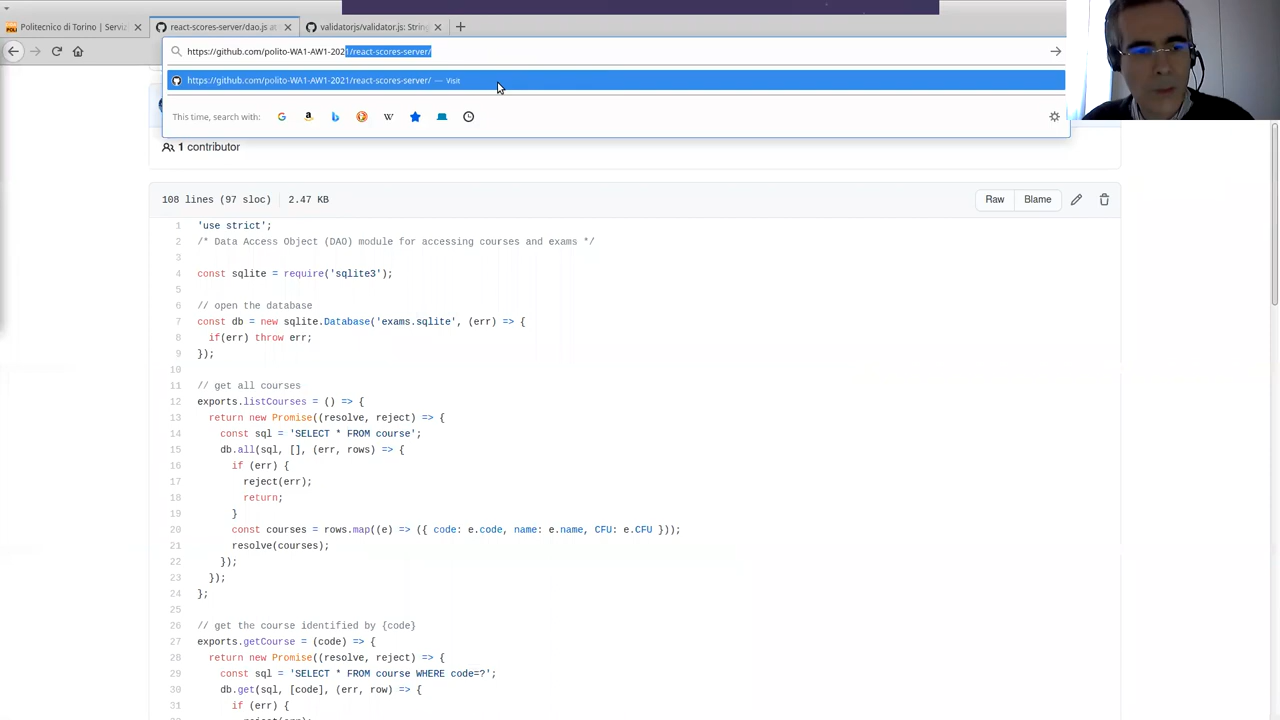 Politecnico di Torino | Servizi
react-scores-server/dao.js at
validatorjs/validator.js: String
https://github.com/polito-WA1-AW1-2021/react-scores-server/
https://github.com/polito-WA1-AW1-2021/react-scores-server/ — Visit
This time, search with:
1 contributor
108 lines (97 sloc) | 2.47 KB
Raw Blame
1 'use strict';
2 /* Data Access Object (DAO) module for accessing courses and exams */
3
4 const sqlite = require('sqlite3');
5
6 // open the database
7 const db = new sqlite.Database('exams.sqlite', (err) => {
8 if(err) throw err;
9 });
10
11 // get all courses
12 exports.listCourses = () => {
13 return new Promise((resolve, reject) => {
14 const sql = 'SELECT * FROM course';
15 db.all(sql, [], (err, rows) => {
16 if (err) {
17 reject(err);
18 return;
19 }
20 const courses = rows.map((e) => ({ code: e.code, name: e.name, CFU: e.CFU }));
21 resolve(courses);
22 });
23 });
24 };
25
26 // get the course identified by {code}
27 exports.getCourse = (code) => {
28 return new Promise((resolve, reject) => {
29 const sql = 'SELECT * FROM course WHERE code=?';
30 db.get(sql, [code], (err, row) => {
31 if (err) {